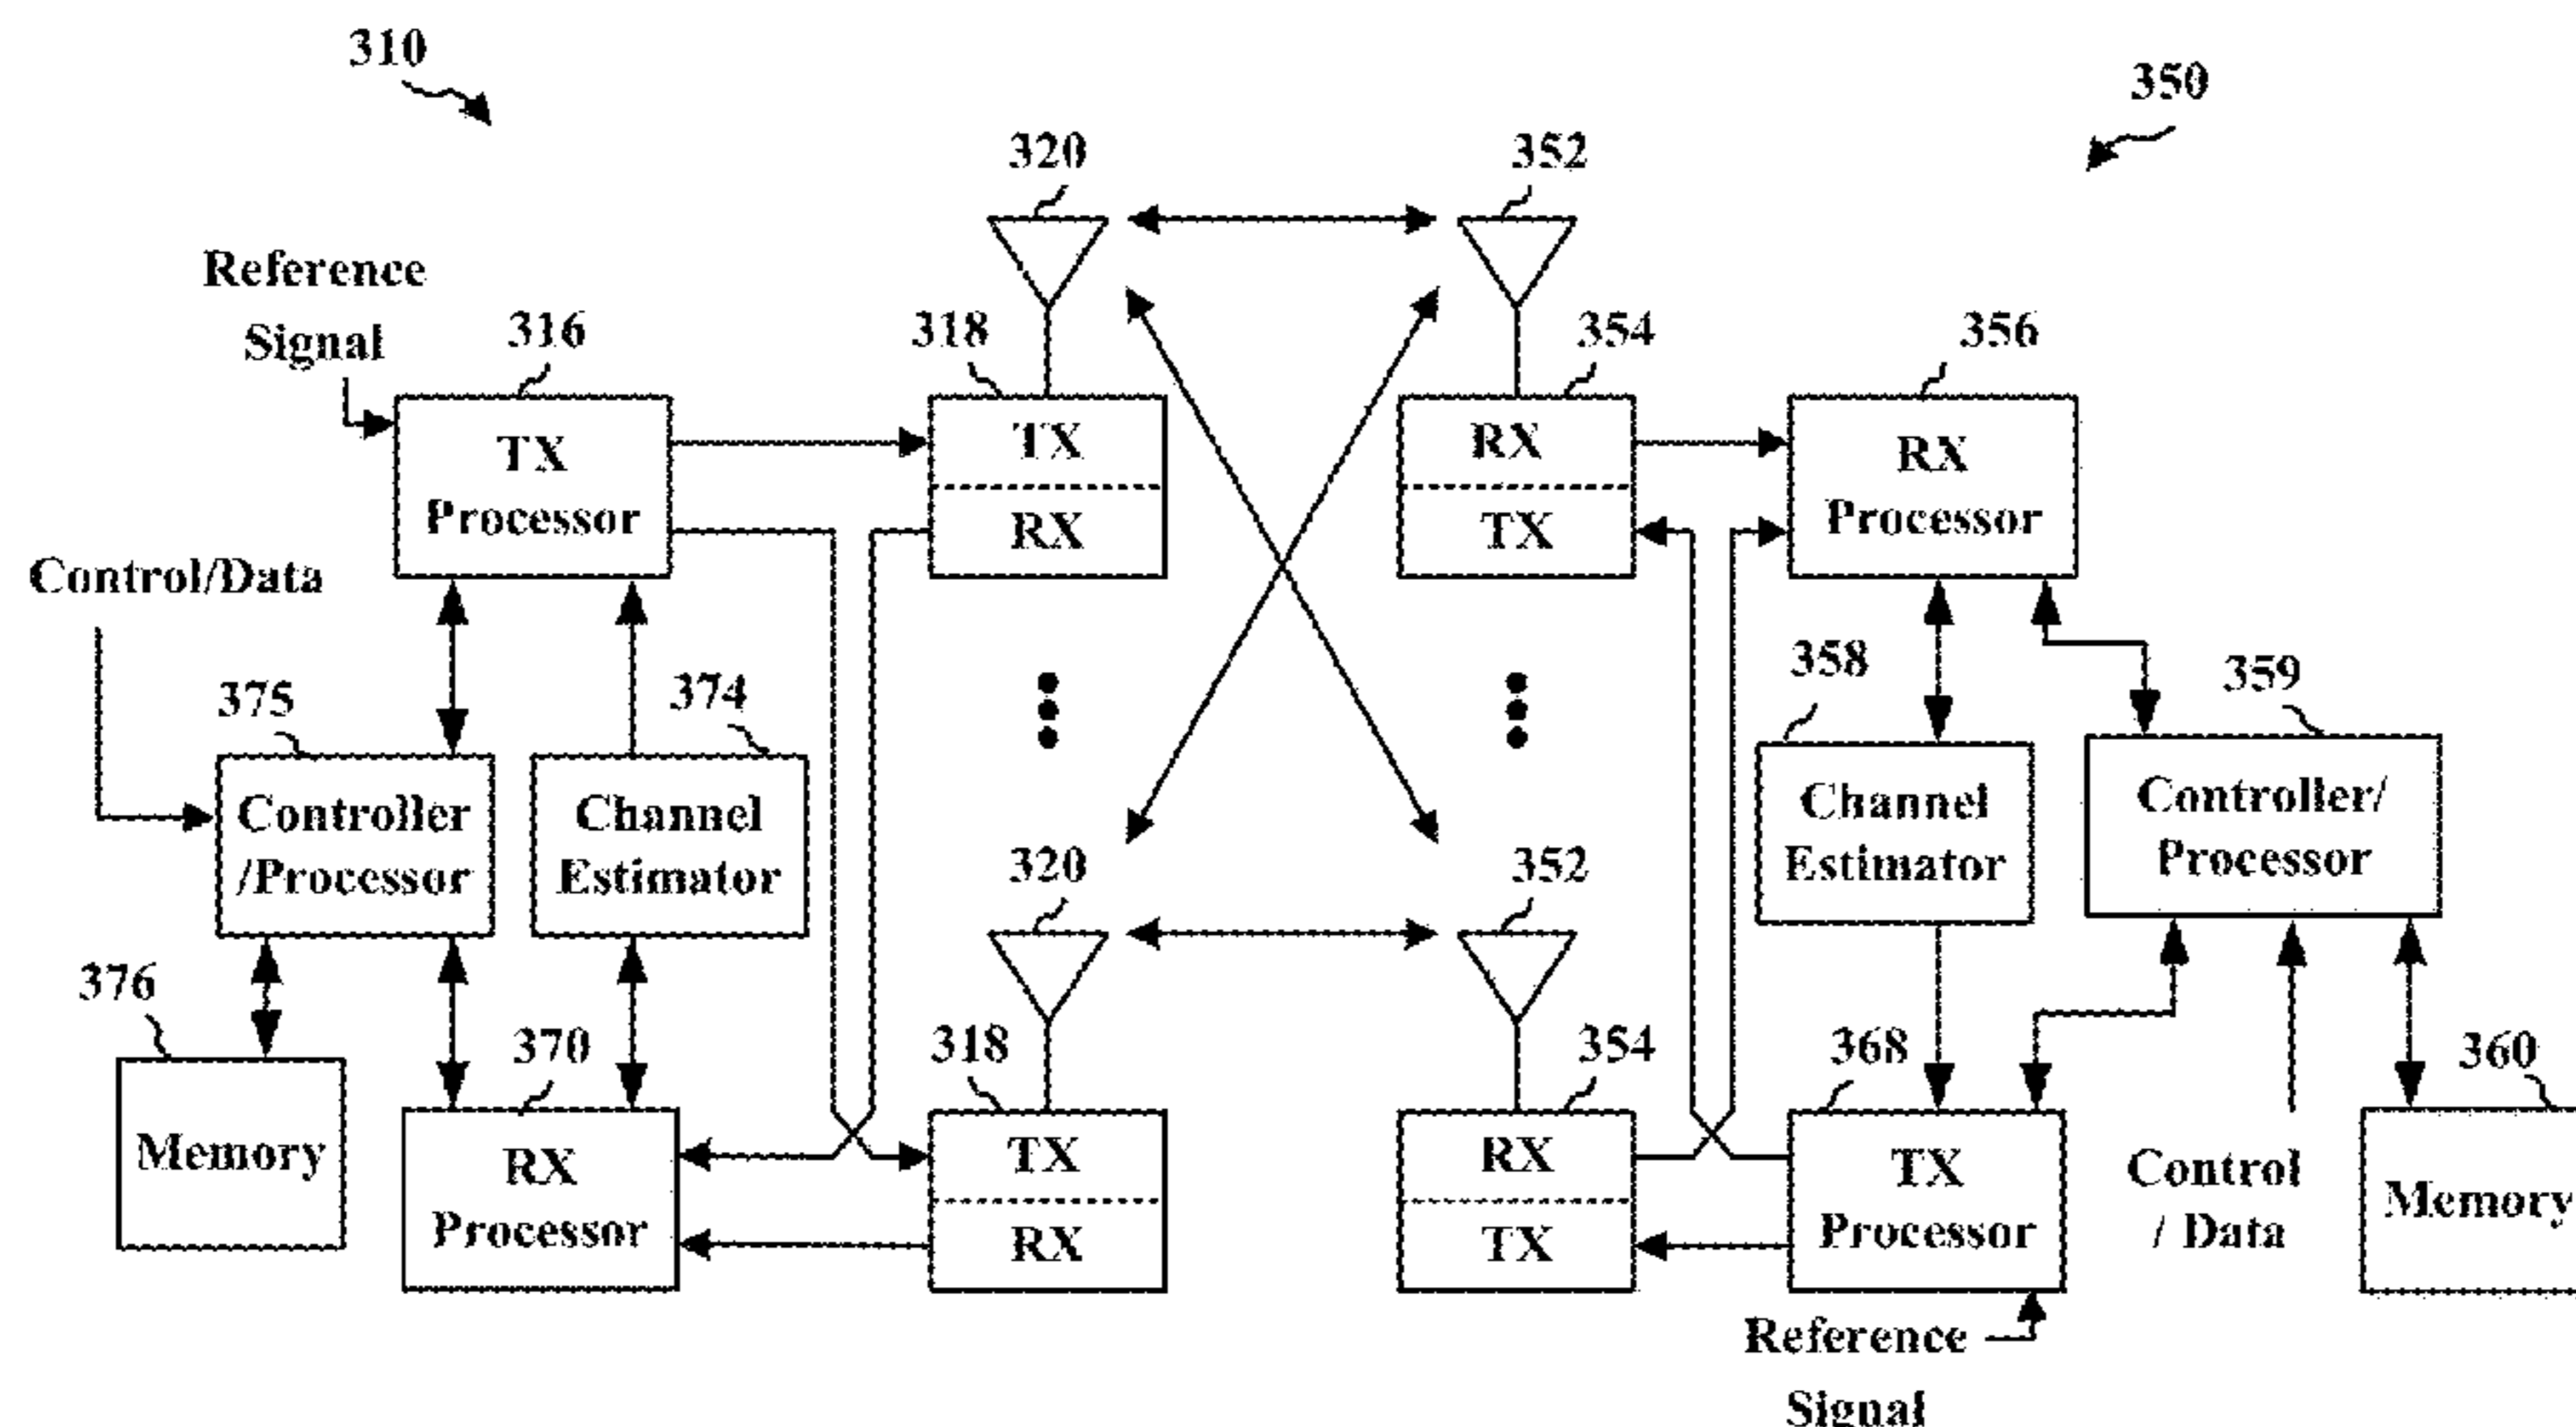 310
350
320
352
Reference
Signal
316
318
354
356
TX
Processor
TX
RX
RX
TX
RX
Processor
Control/Data
375
374
358
359
Controller
/Processor
Channel
Estimator
Channel
Estimator
Controller/
Processor
320
352
376
370
318
354
368
360
Memory
RX
Processor
TX
RX
RX
TX
TX
Processor
Control
/ Data
Memory
Reference
Signal